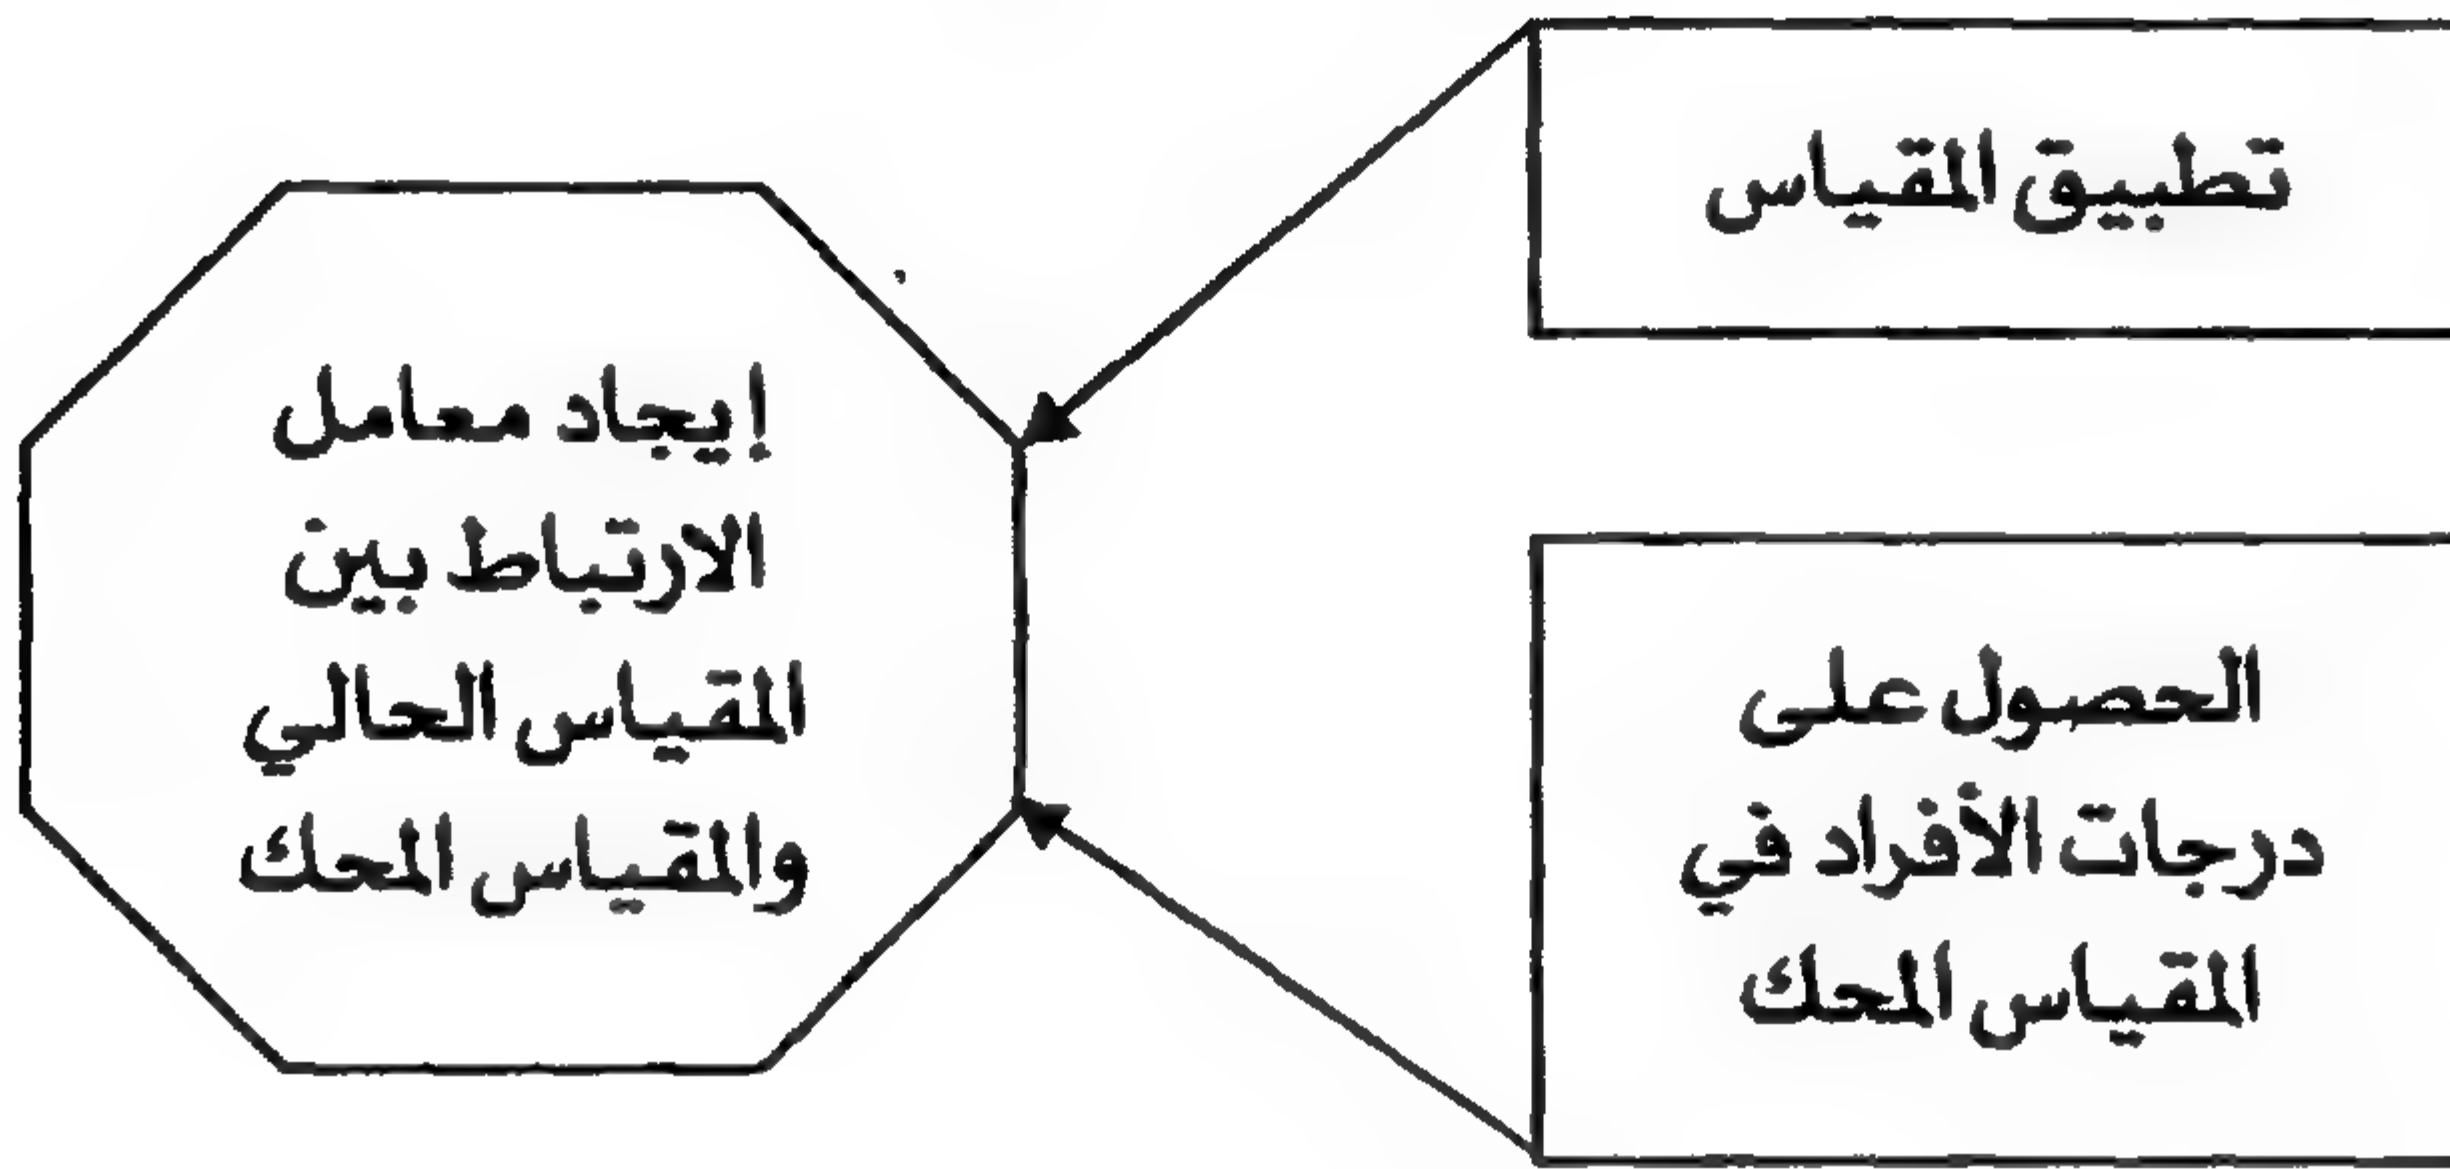 تطبيق المقياس
الحصول على
درجات الأفراد في
المقياس المحك
إيجاد معامل
الارتباط بين
المقياس الحالي
والمقياس المحك